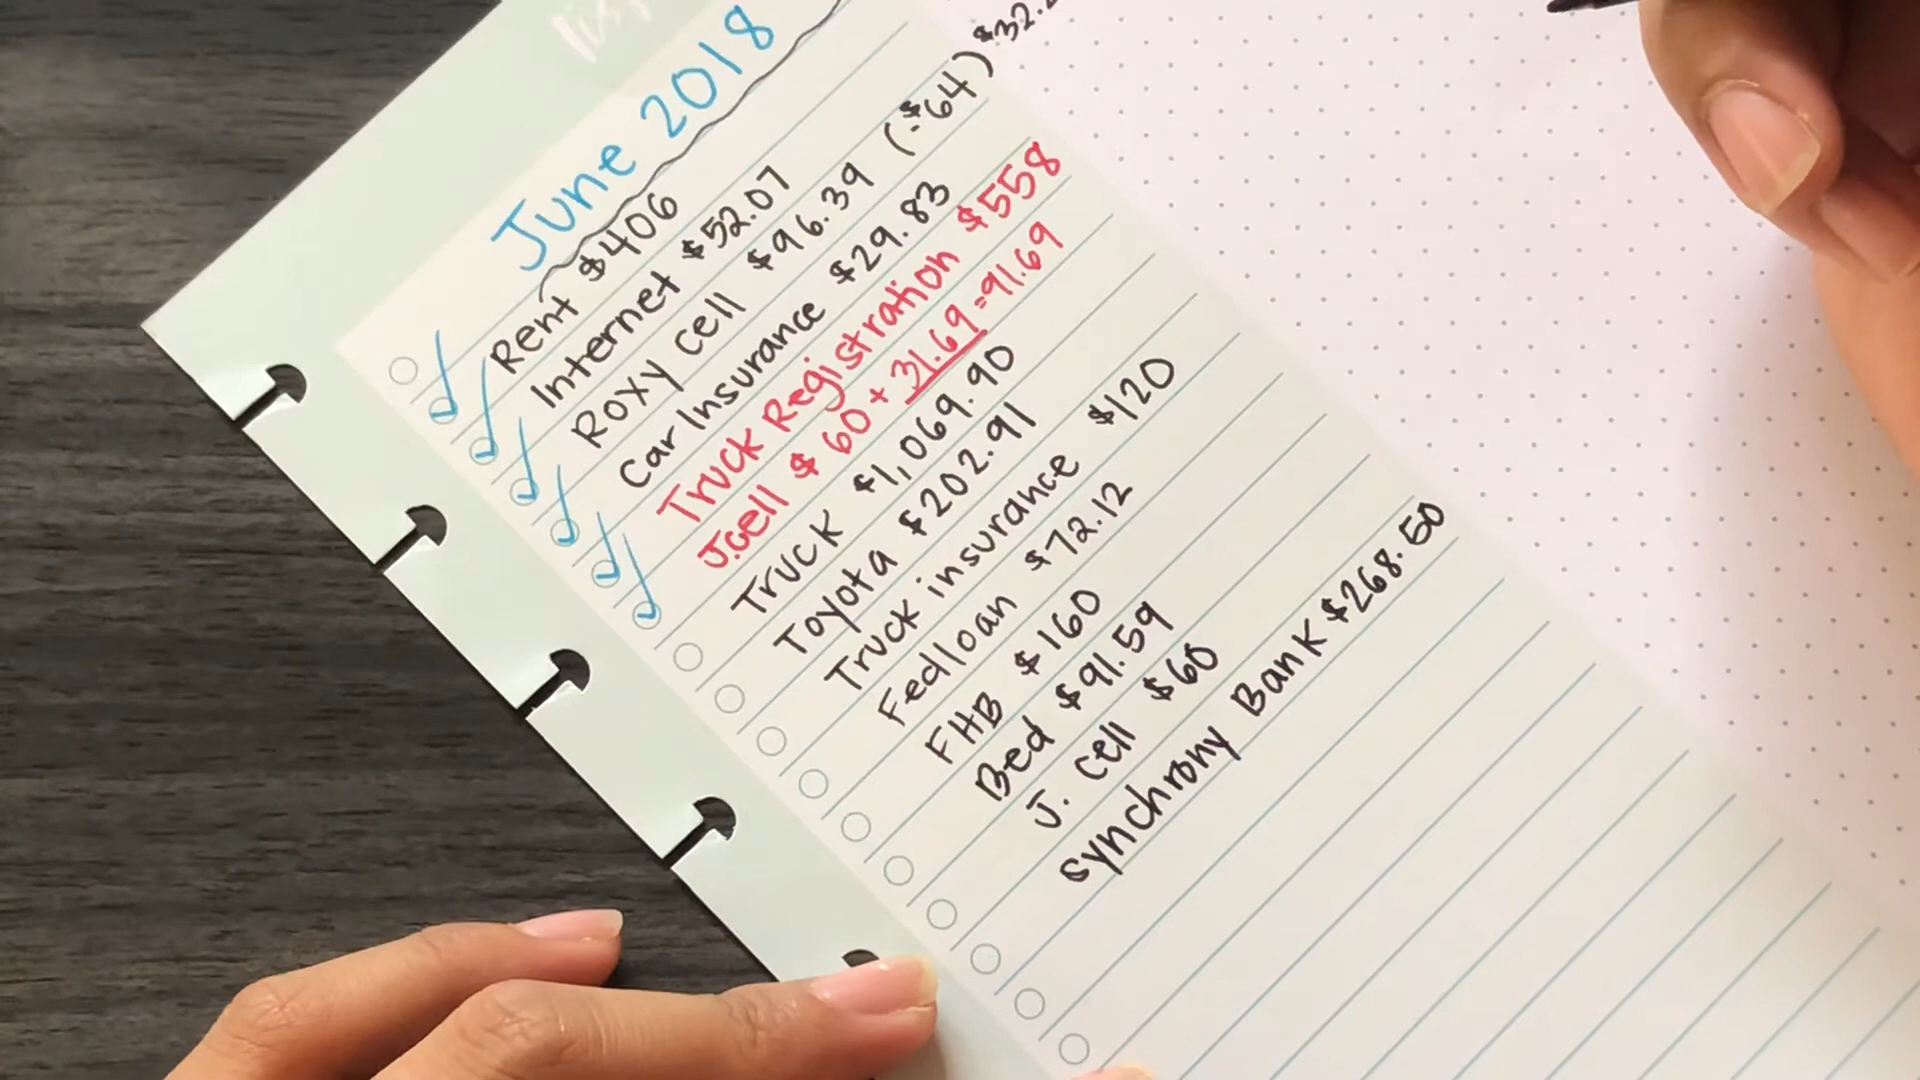 June 2018
Rent $406
Internet $52.07
Roxy cell $96.39 (-$64) $32.
Car Insurance $29.83
Truck Registration $558
J.cell $60 + 31.69 = 91.69
Truck $1,069.90
Toyota $202.91
Truck insurance $120
Fedloan $72.12
FHB $160
Bed $91.59
J. cell $60
Synchrony Bank $268.50